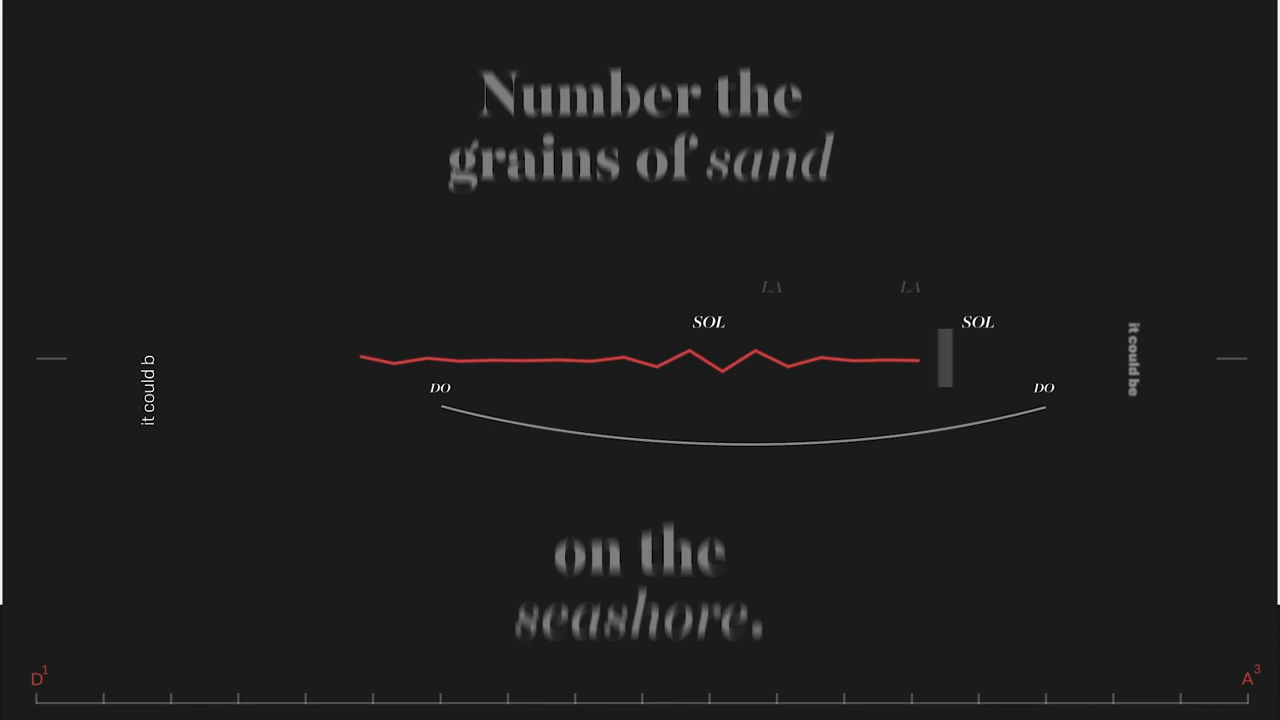 Number the
grains of sand
LA LA
SOL SOL
it could b
it could be
DO DO
on the
seashore.
D1 A3